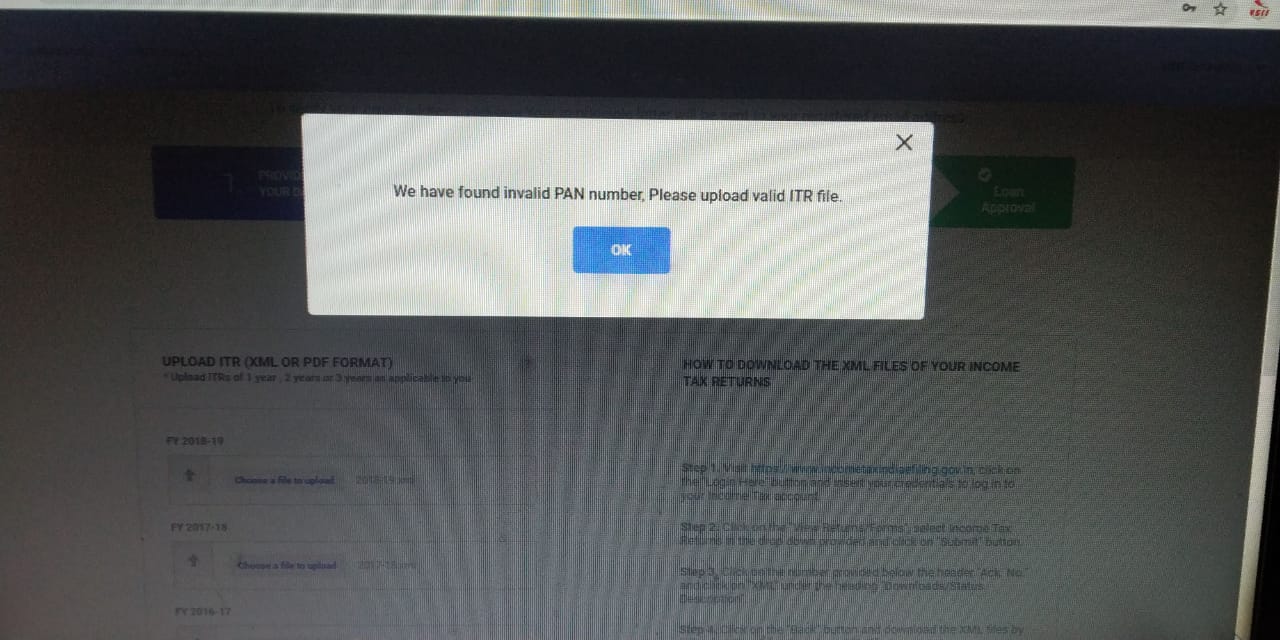 We have found invalid PAN number, Please upload valid ITR file.
OK
1.
PROVID
YOUR D
Loan
Approval
UPLOAD ITR (XML OR PDF FORMAT)
* Upload ITRs of 1 year , 2 years or 3 years as applicable to you
FY 2018-19
Choose a file to upload 2018-19.xml
FY 2017-18
Choose a file to upload 2017-18.xml
FY 2016-17
HOW TO DOWNLOAD THE XML FILES OF YOUR INCOME
TAX RETURNS
Step 1. Visit https://www.incometaxindiaefiling.gov.in, click on
the "Login Here" button and insert your credentials to log in to
your Income Tax account.
Step 2. Click on the "View Returns/Forms", select Income Tax
Returns in the drop down provided and click on "Submit" button.
Step 3. Click on the number provided below the header "Ack. No."
and click on "XML" under the heading "Downloads/Status
Description".
Step 4. Click on the "Back" button and download the XML files by